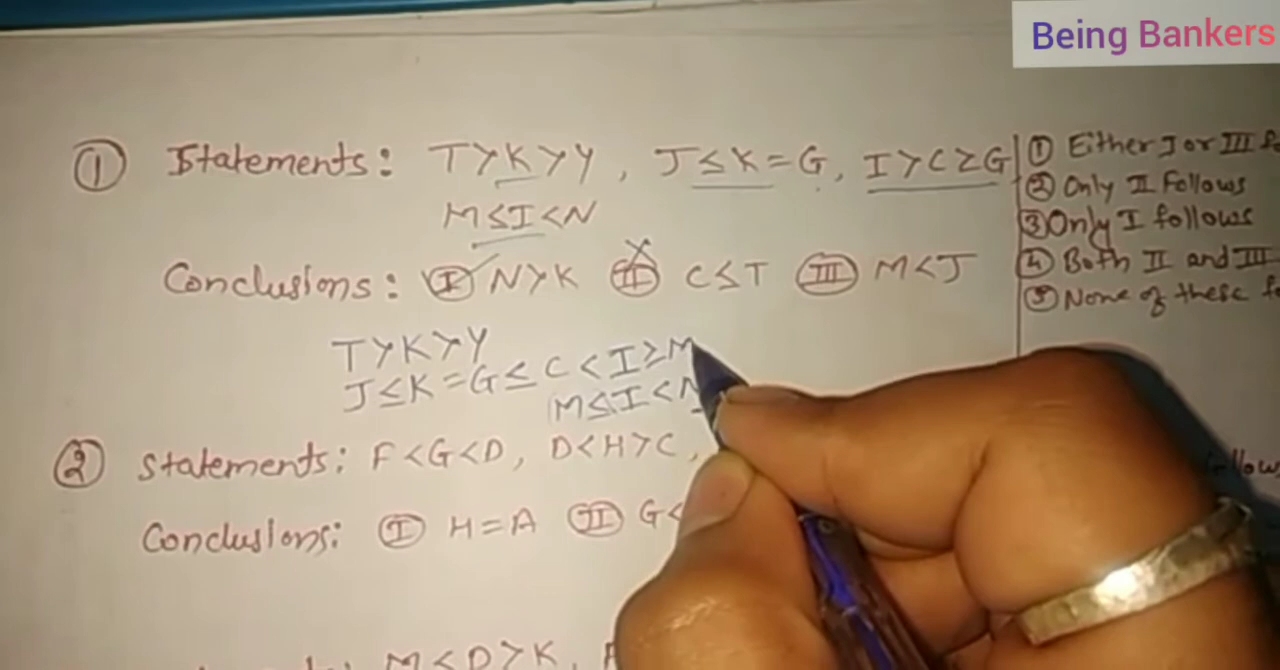 Being Bankers
① Statements: T>K>Y, J≤K=G, I>C≥G
M≤I<N
Conclusions: Ⓘ N>K Ⅱ C≤T Ⅲ M<J
① Either I or III
② Only II Follows
③ Only I follows
④ Both II and III
⑤ None of these
T>K>Y
J≤K=G≤C<I≥M
M≤I<N
② Statements: F<G<D, D<H>C,
Conclusions: Ⓘ H=A Ⅱ G<
M<D>K,